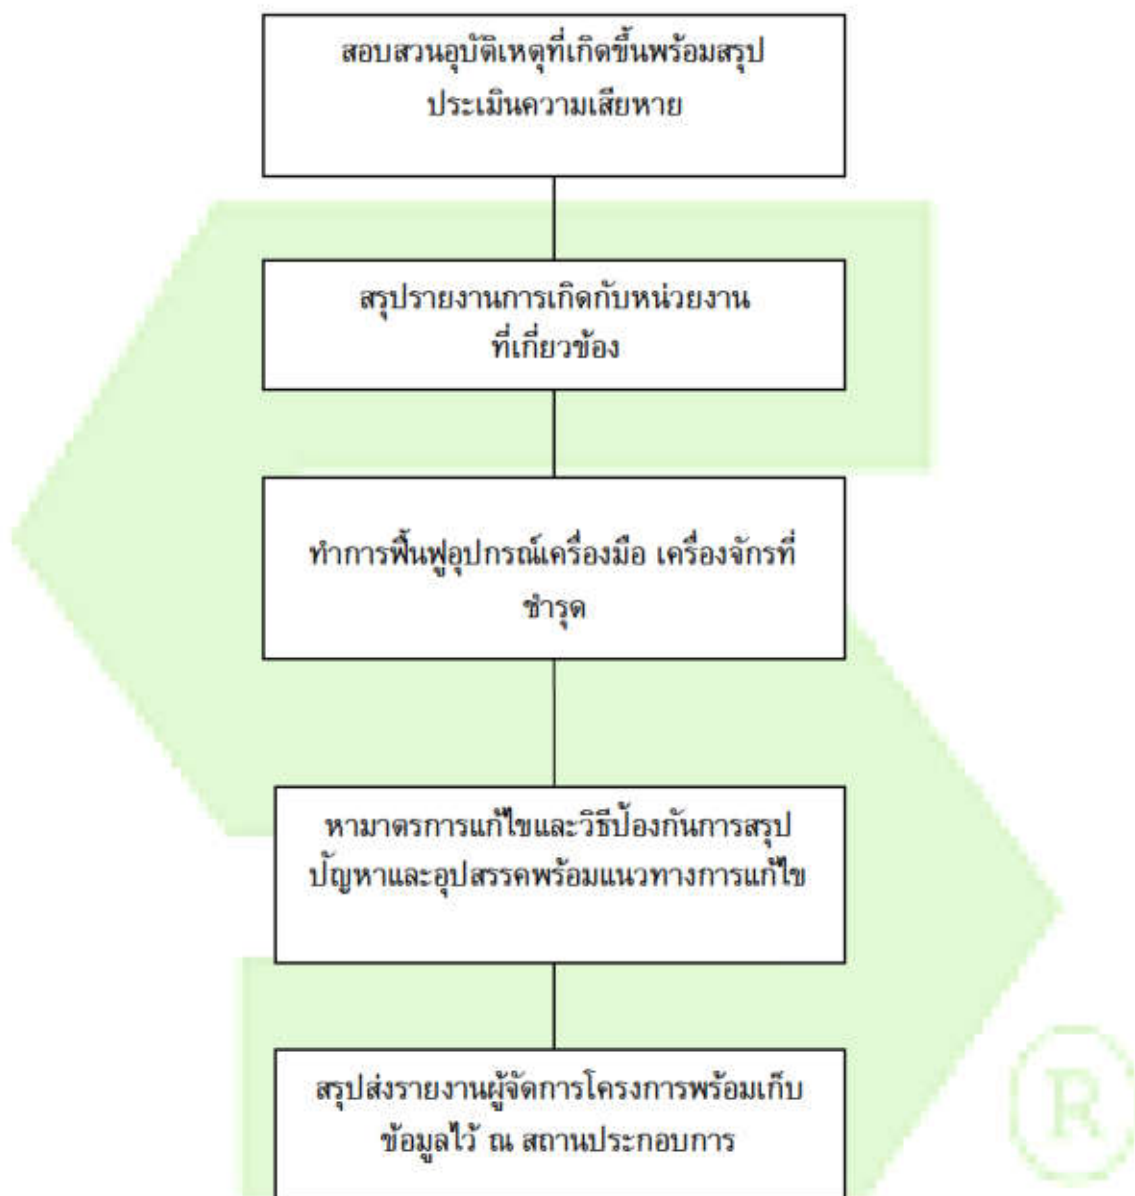 สอบสวนอุบัติเหตุที่เกิดขึ้นพร้อมสรุป
ประเมินความเสียหาย
สรุปรายงานการเกิดกับหน่วยงาน
ที่เกี่ยวข้อง
ทำการฟื้นฟูอุปกรณ์เครื่องมือ เครื่องจักรที่
ชำรุด
หามาตรการแก้ไขและวิธีป้องกันการสรุป
ปัญหาและอุปสรรคพร้อมแนวทางการแก้ไข
สรุปส่งรายงานผู้จัดการโครงการพร้อมเก็บ
ข้อมูลไว้ ณ สถานประกอบการ
®